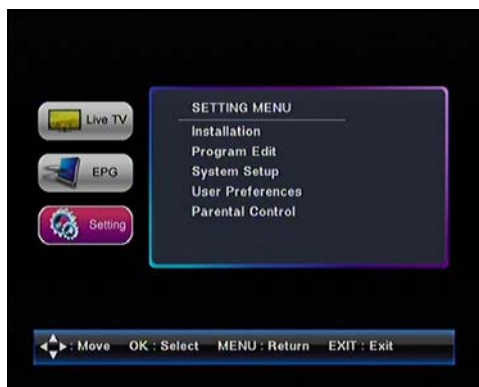 Live TV
EPG
Setting
SETTING MENU
Installation
Program Edit
System Setup
User Preferences
Parental Control
: Move OK : Select MENU : Return EXIT : Exit